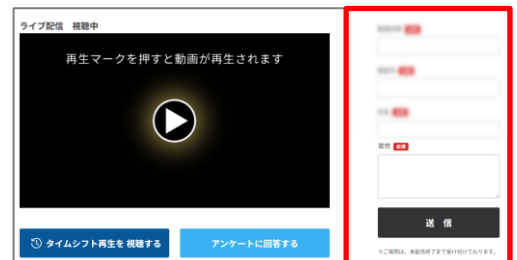 ライブ配信　視聴中
再生マークを押すと動画が再生されます
タイムシフト再生を 視聴する
アンケートに回答する
質問 必須
送　信
※ご質問は、本配信終了まで受け付けております。